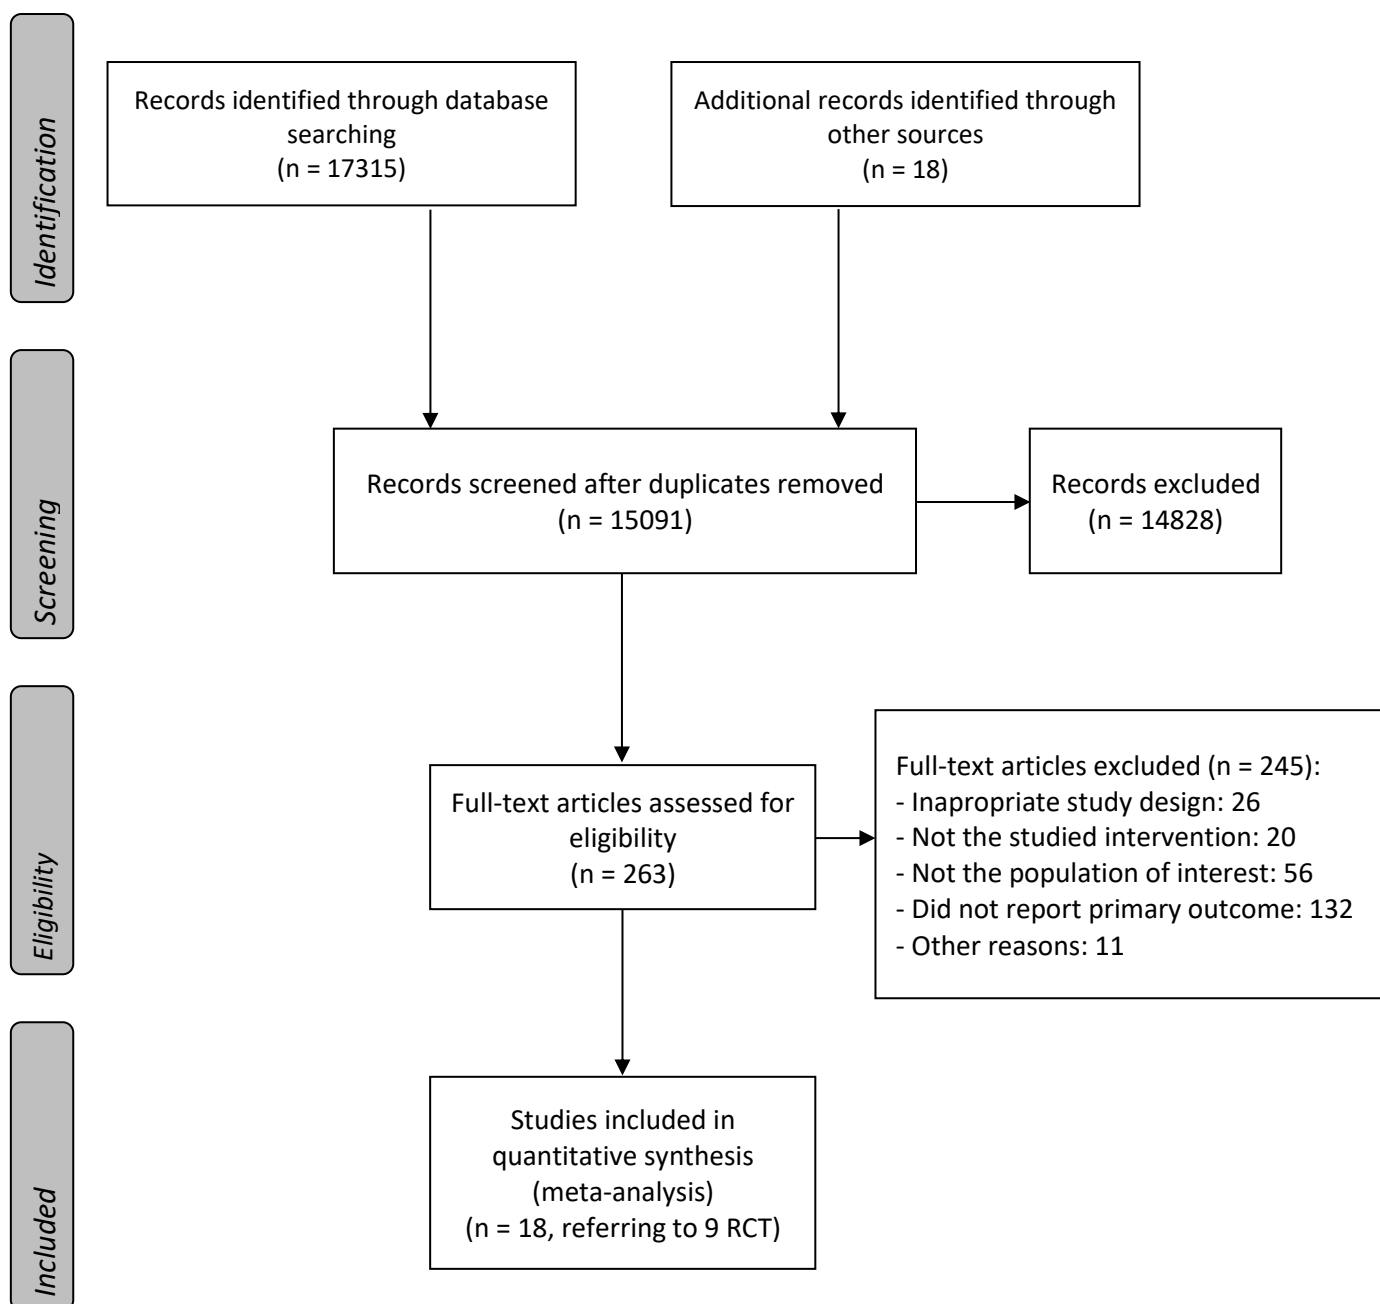 Identification
Records identified through database
searching
(n = 17315)
Additional records identified through
other sources
(n = 18)
Screening
Records screened after duplicates removed
(n = 15091)
Records excluded
(n = 14828)
Eligibility
Full-text articles assessed for
eligibility
(n = 263)
Full-text articles excluded (n = 245):
- Inapropriate study design: 26
- Not the studied intervention: 20
- Not the population of interest: 56
- Did not report primary outcome: 132
- Other reasons: 11
Included
Studies included in
quantitative synthesis
(meta-analysis)
(n = 18, referring to 9 RCT)